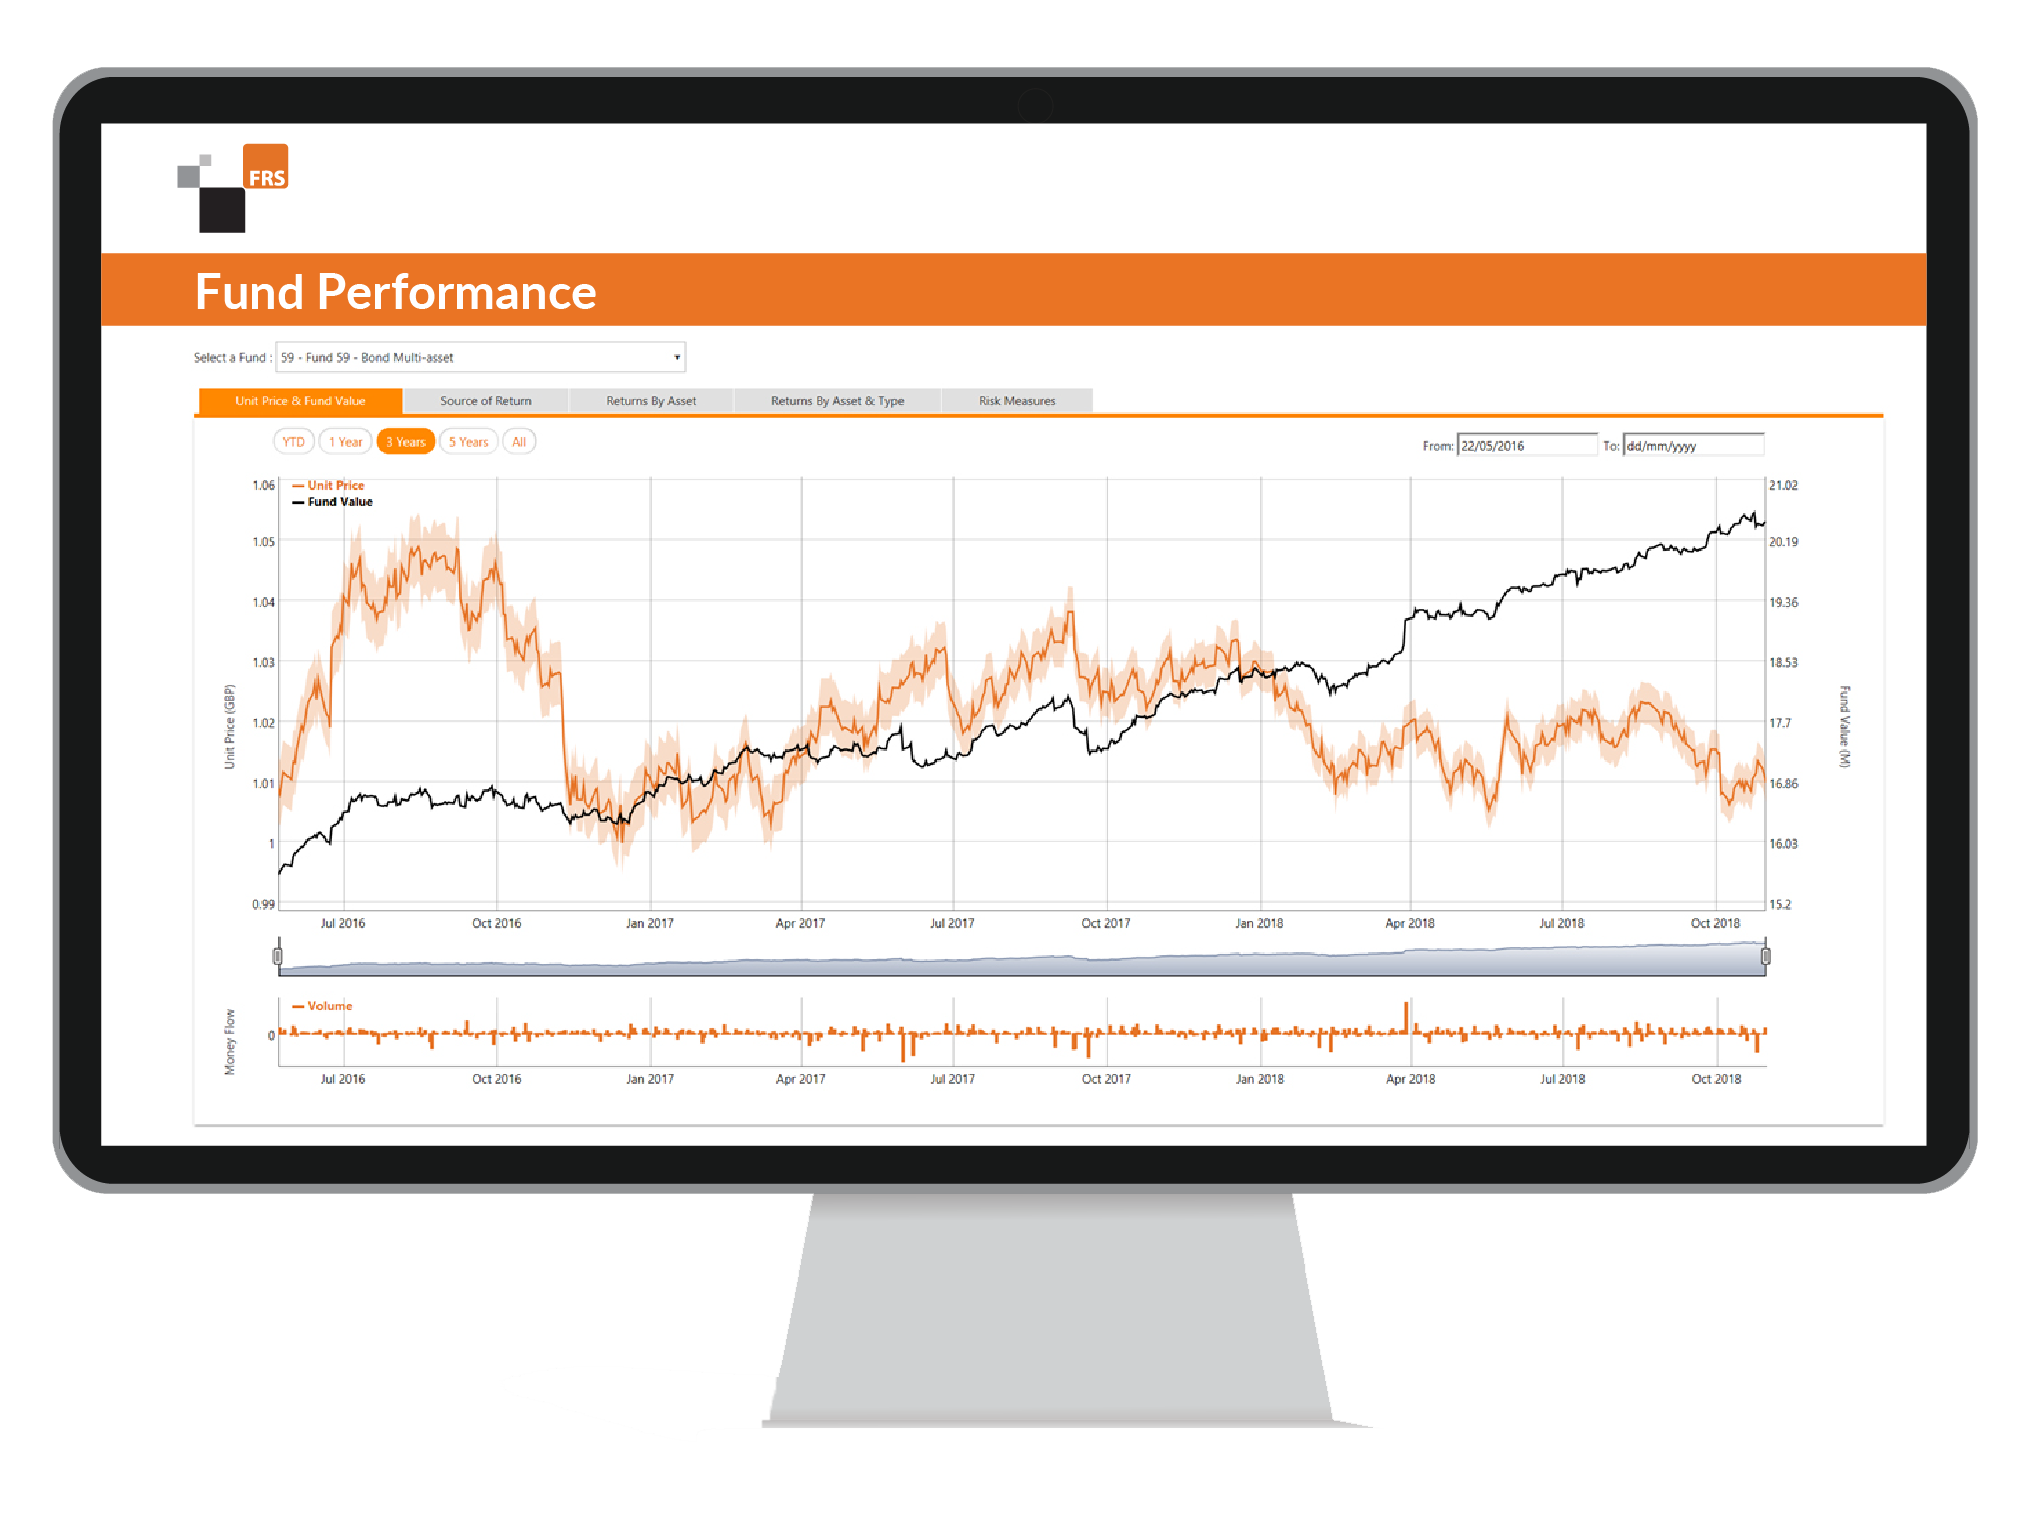 FRS
Fund Performance
Select a Fund : 59 - Fund 59 - Bond Multi-asset
Unit Price & Fund Value Source of Return Returns By Asset Returns By Asset & Type Risk Measures
YTD 1 Year 3 Years 5 Years All
From: 22/05/2016 To: dd/mm/yyyy
Unit Price
Fund Value
1.06
1.05
1.04
1.03
1.02
1.01
1
0.99
Unit Price (GBP)
21.02
20.19
19.36
18.53
17.7
16.86
16.03
15.2
Fund Value (M)
Jul 2016 Oct 2016 Jan 2017 Apr 2017 Jul 2017 Oct 2017 Jan 2018 Apr 2018 Jul 2018 Oct 2018
Volume
Money Flow
0
Jul 2016 Oct 2016 Jan 2017 Apr 2017 Jul 2017 Oct 2017 Jan 2018 Apr 2018 Jul 2018 Oct 2018